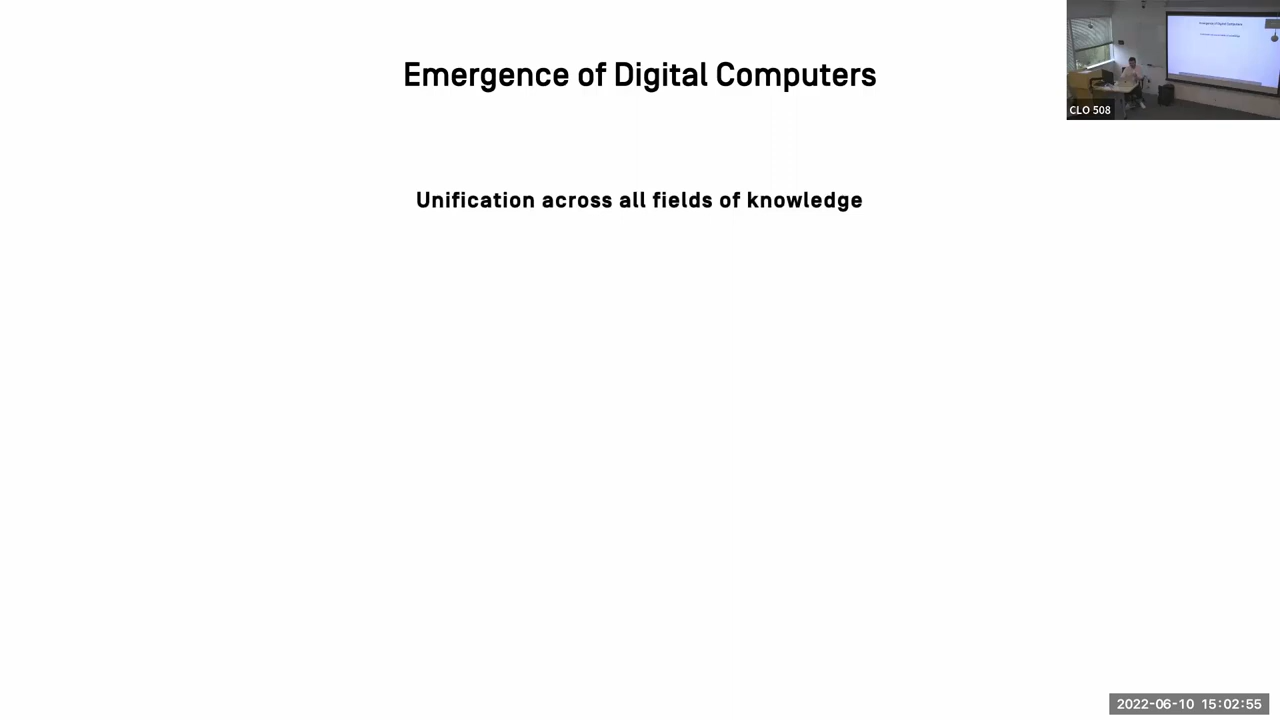 Emergence of Digital Computers
Unification across all fields of knowledge
CLO 508
2022-06-10 15:02:55